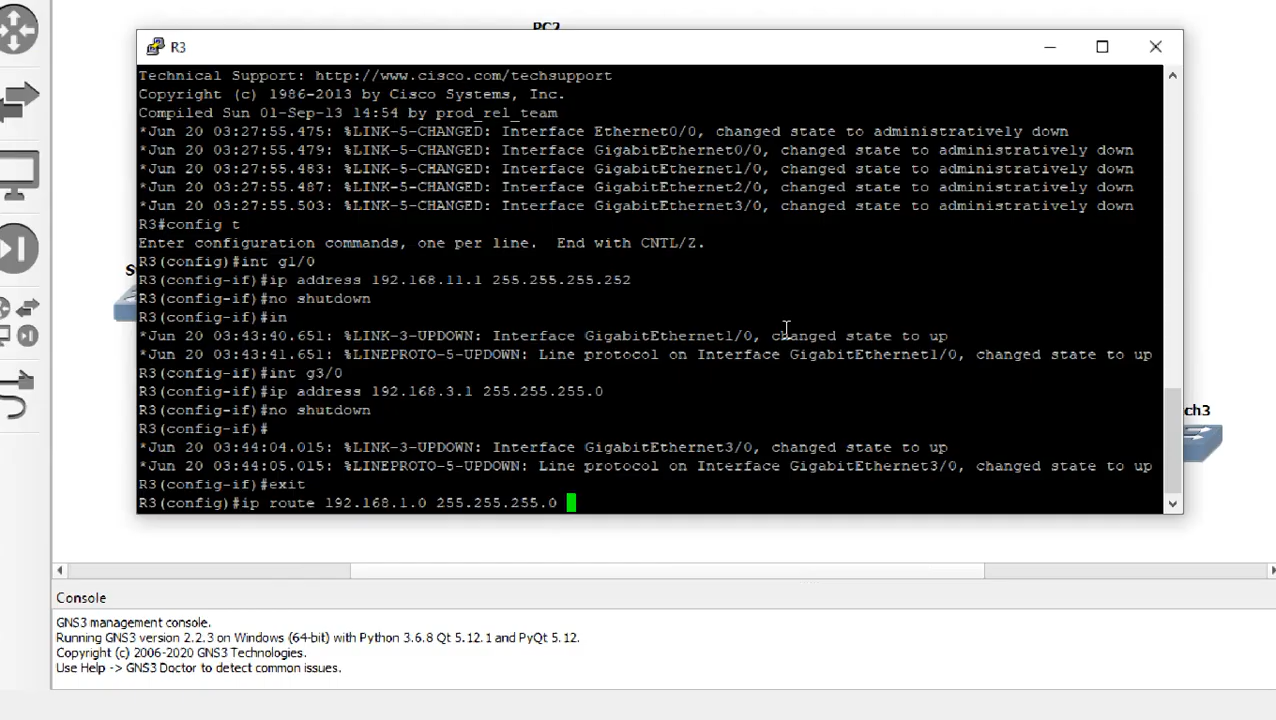 PC2
R3
Technical Support: http://www.cisco.com/techsupport
Copyright (c) 1986-2013 by Cisco Systems, Inc.
Compiled Sun 01-Sep-13 14:54 by prod_rel_team
*Jun 20 03:27:55.475: %LINK-5-CHANGED: Interface Ethernet0/0, changed state to administratively down
*Jun 20 03:27:55.479: %LINK-5-CHANGED: Interface GigabitEthernet0/0, changed state to administratively down
*Jun 20 03:27:55.483: %LINK-5-CHANGED: Interface GigabitEthernet1/0, changed state to administratively down
*Jun 20 03:27:55.487: %LINK-5-CHANGED: Interface GigabitEthernet2/0, changed state to administratively down
*Jun 20 03:27:55.503: %LINK-5-CHANGED: Interface GigabitEthernet3/0, changed state to administratively down
R3#config t
Enter configuration commands, one per line.  End with CNTL/Z.
R3(config)#int g1/0
R3(config-if)#ip address 192.168.11.1 255.255.255.252
R3(config-if)#no shutdown
R3(config-if)#in
*Jun 20 03:43:40.651: %LINK-3-UPDOWN: Interface GigabitEthernet1/0, changed state to up
*Jun 20 03:43:41.651: %LINEPROTO-5-UPDOWN: Line protocol on Interface GigabitEthernet1/0, changed state to up
R3(config-if)#int g3/0
R3(config-if)#ip address 192.168.3.1 255.255.255.0
R3(config-if)#no shutdown
R3(config-if)#
*Jun 20 03:44:04.015: %LINK-3-UPDOWN: Interface GigabitEthernet3/0, changed state to up
*Jun 20 03:44:05.015: %LINEPROTO-5-UPDOWN: Line protocol on Interface GigabitEthernet3/0, changed state to up
R3(config-if)#exit
R3(config)#ip route 192.168.1.0 255.255.255.0
S
ch3
Console
GNS3 management console.
Running GNS3 version 2.2.3 on Windows (64-bit) with Python 3.6.8 Qt 5.12.1 and PyQt 5.12.
Copyright (c) 2006-2020 GNS3 Technologies.
Use Help -> GNS3 Doctor to detect common issues.